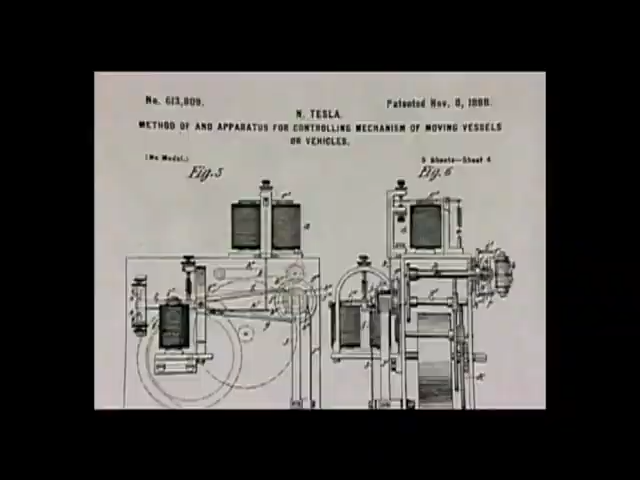 No. 613,809.
Patented Nov. 8, 1898.
N. TESLA.
METHOD OF AND APPARATUS FOR CONTROLLING MECHANISM OF MOVING VESSELS
OR VEHICLES.
(No Model.)
5 Sheets—Sheet 4
Fig. 5
Fig. 6